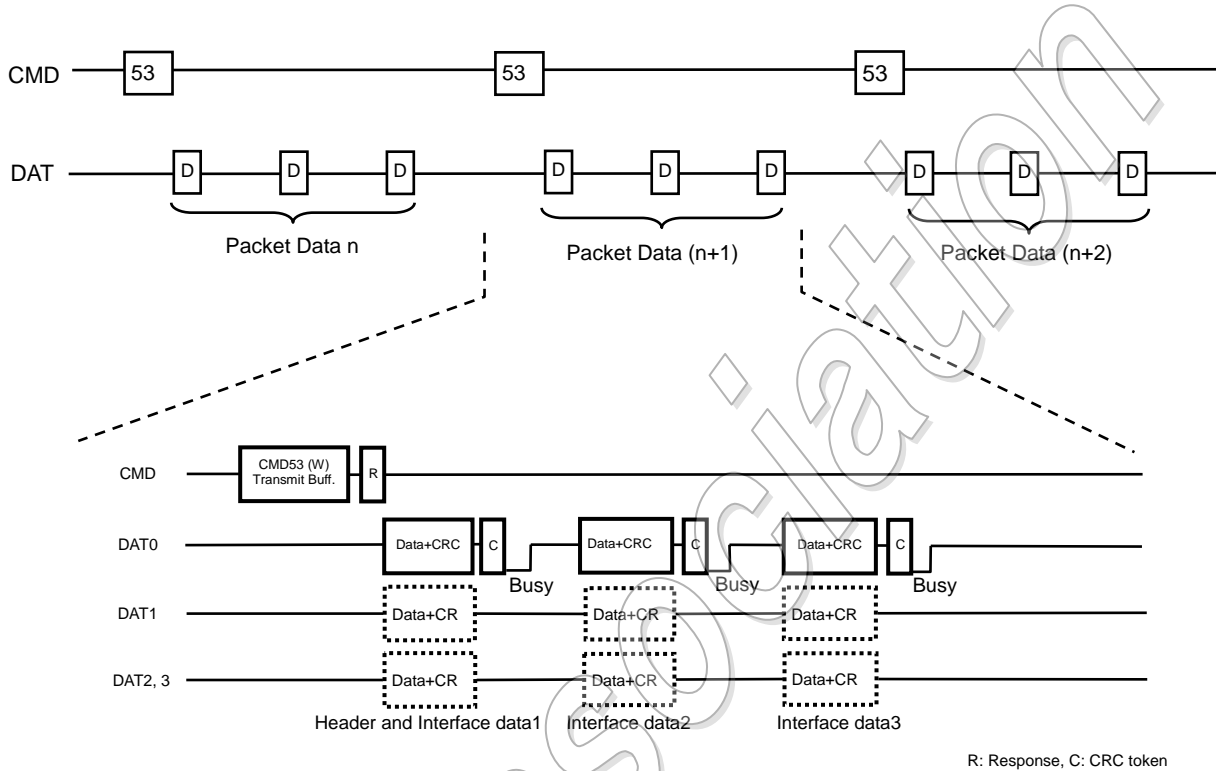 CMD 53 53 53
DAT D D D D D D D D D
Packet Data n Packet Data (n+1) Packet Data (n+2)
CMD CMD53 (W) R
Transmit Buff.
DAT0 Data+CRC C Data+CRC C Data+CRC C
Busy Busy Busy
DAT1 Data+CR Data+CR Data+CR
DAT2, 3 Data+CR Data+CR Data+CR
Header and Interface data1 Interface data2 Interface data3
R: Response, C: CRC token
sociation